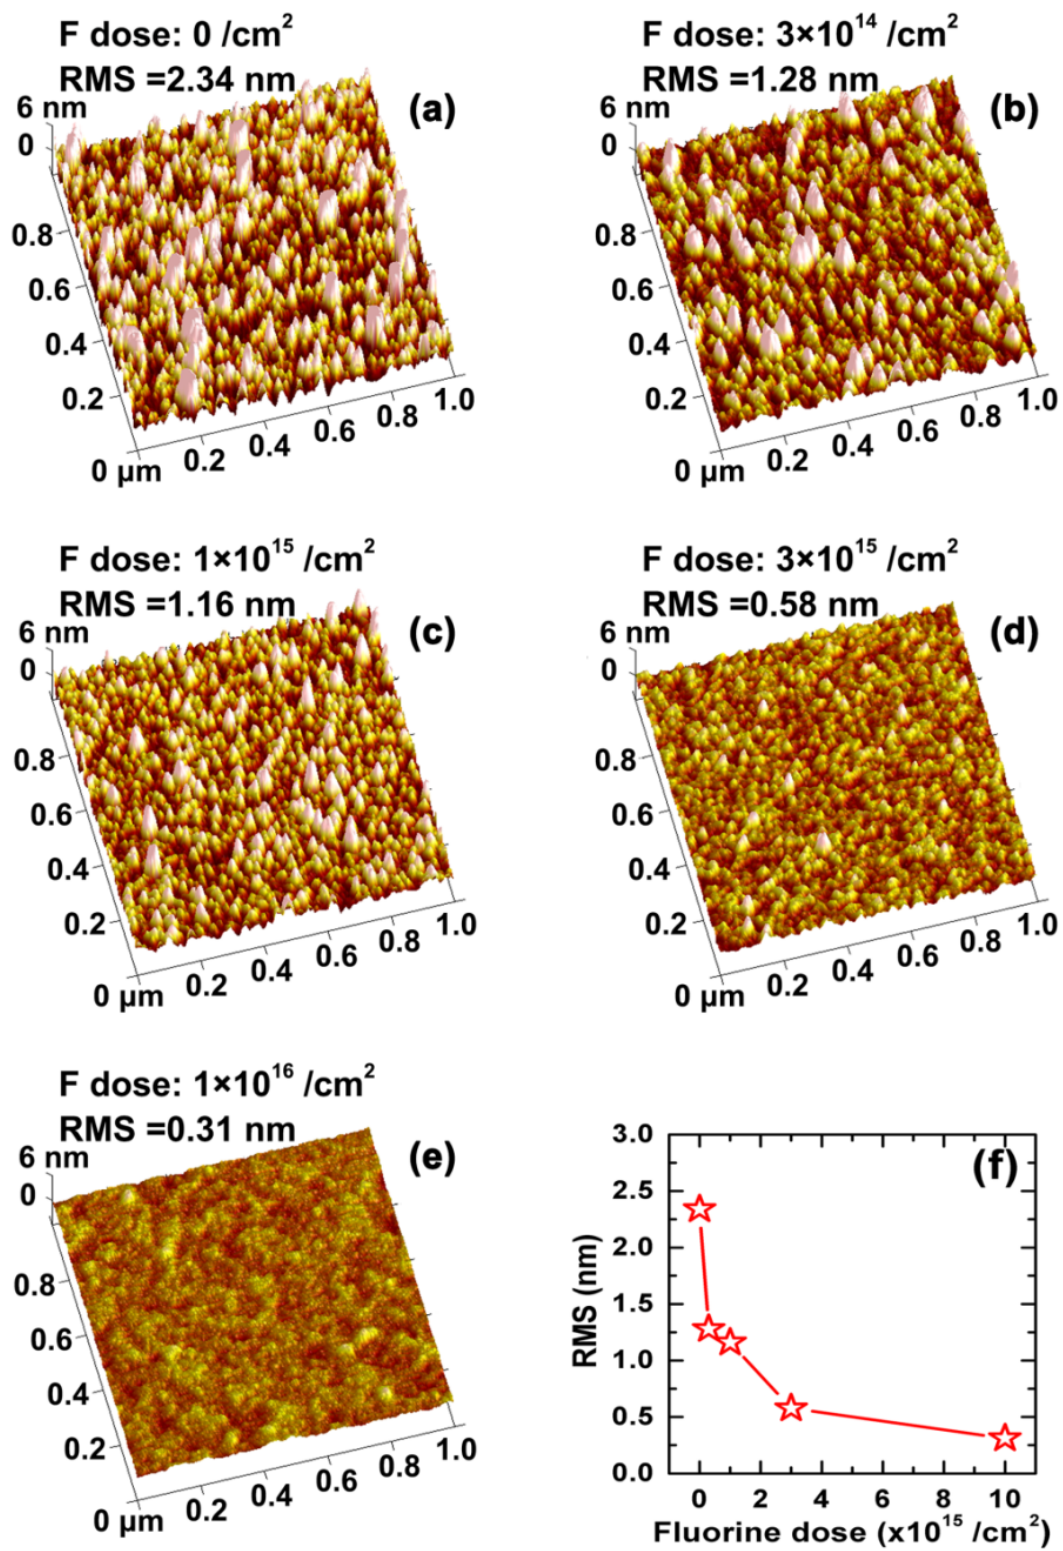 F dose: 0 /cm²
RMS =2.34 nm
(a)
6 nm
0
0.8
0.6
0.4
0.2
0 µm
0.2
0.4
0.6
0.8
1.0
F dose: 3×10¹⁴ /cm²
RMS =1.28 nm
(b)
6 nm
0
0.8
0.6
0.4
0.2
0 µm
0.2
0.4
0.6
0.8
1.0
F dose: 1×10¹⁵ /cm²
RMS =1.16 nm
(c)
6 nm
0
0.8
0.6
0.4
0.2
0 µm
0.2
0.4
0.6
0.8
1.0
F dose: 3×10¹⁵ /cm²
RMS =0.58 nm
(d)
6 nm
0
0.8
0.6
0.4
0.2
0 µm
0.2
0.4
0.6
0.8
1.0
F dose: 1×10¹⁶ /cm²
RMS =0.31 nm
(e)
6 nm
0
0.8
0.6
0.4
0.2
0 µm
0.2
0.4
0.6
0.8
1.0
(f)
RMS (nm)
3.0
2.5
2.0
1.5
1.0
0.5
0.0
0 2 4 6 8 10
Fluorine dose (x10¹⁵ /cm²)